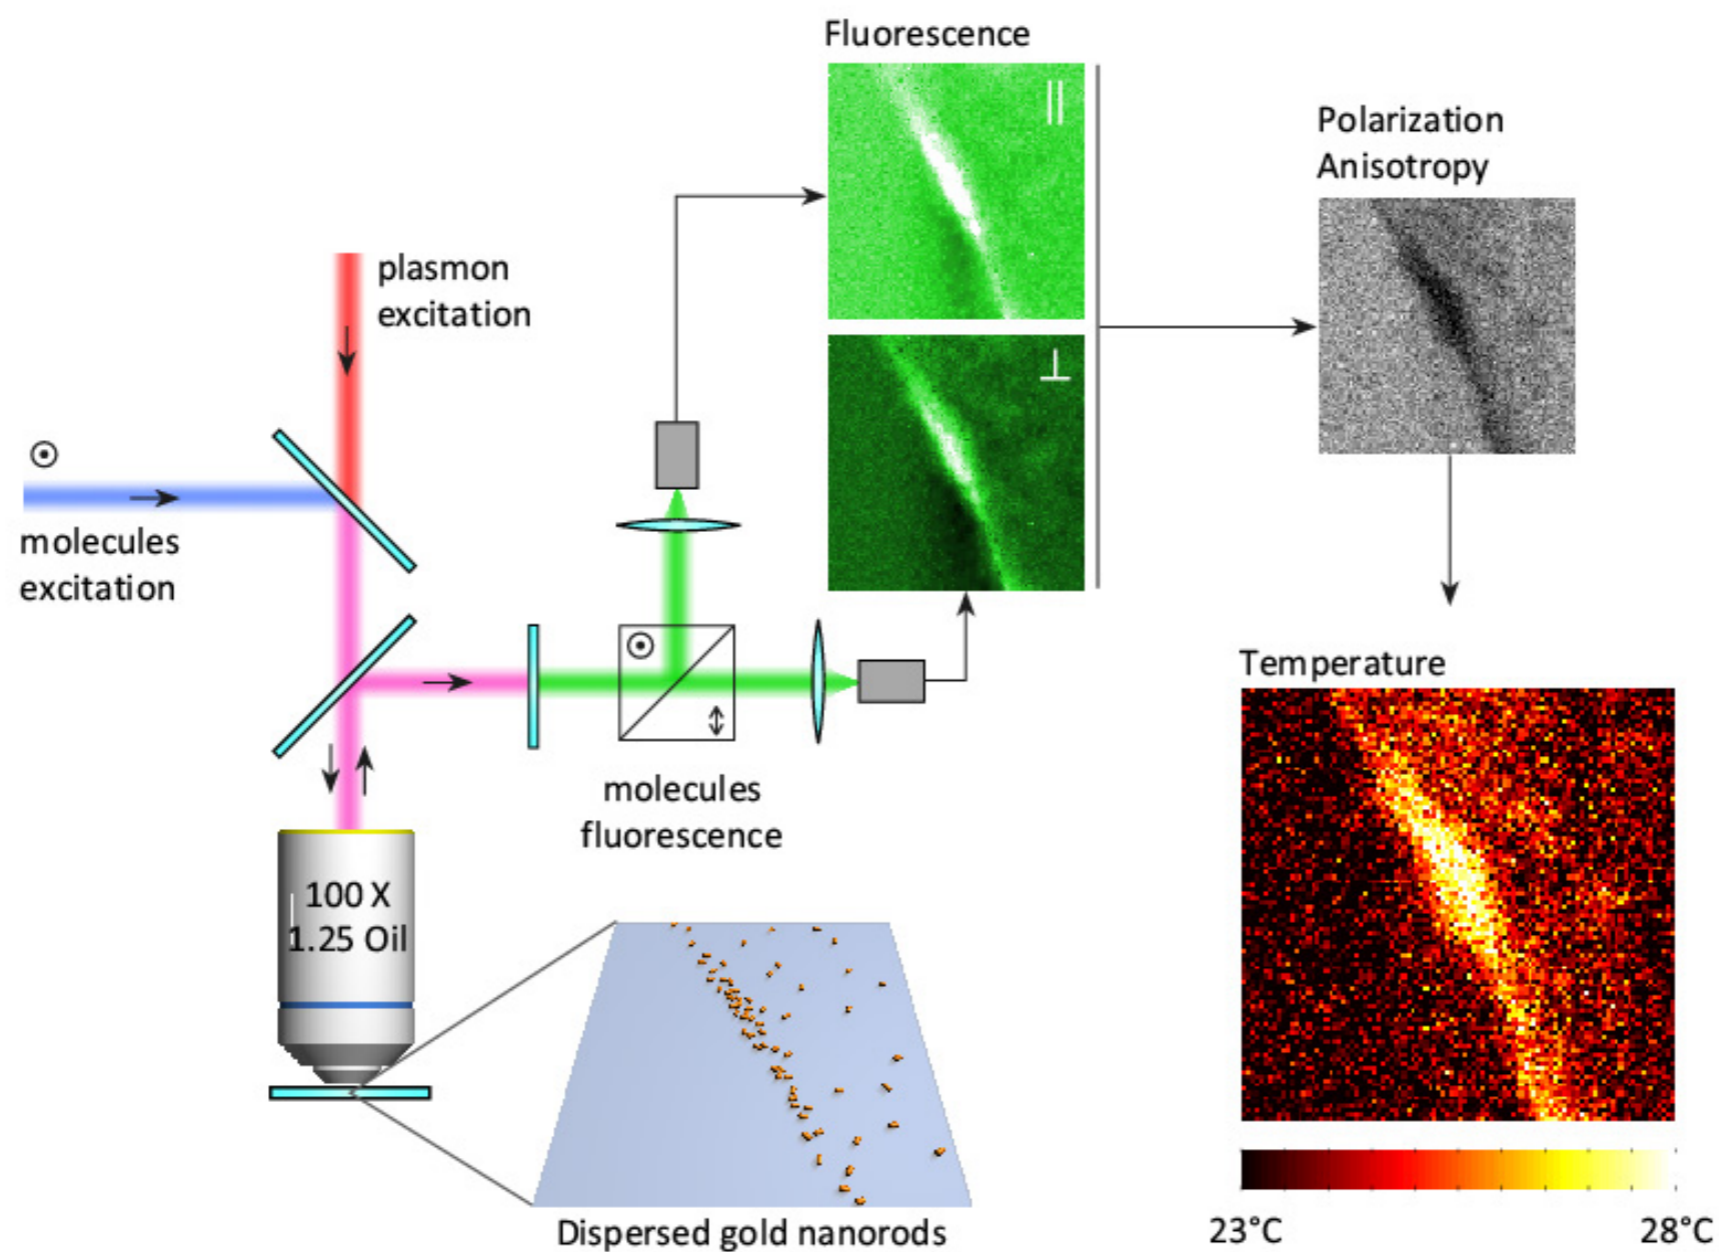 Fluorescence
||
⊥
Polarization
Anisotropy
plasmon
excitation
molecules
excitation
molecules
fluorescence
100 X
1.25 Oil
Dispersed gold nanorods
Temperature
23°C
28°C